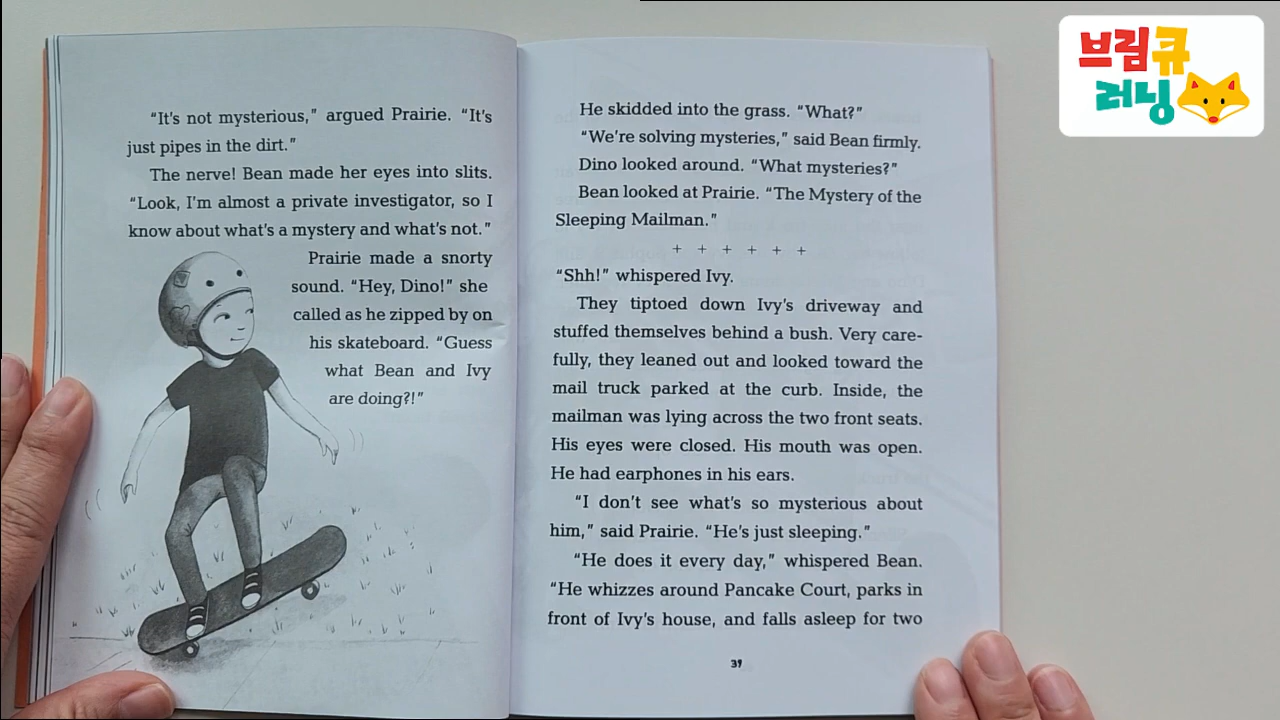 "It's not mysterious," argued Prairie. "It's
just pipes in the dirt."
The nerve! Bean made her eyes into slits.
"Look, I'm almost a private investigator, so I
know about what's a mystery and what's not."
Prairie made a snorty
sound. "Hey, Dino!" she
called as he zipped by on
his skateboard. "Guess
what Bean and Ivy
are doing?!"
He skidded into the grass. "What?"
"We're solving mysteries," said Bean firmly.
Dino looked around. "What mysteries?"
Bean looked at Prairie. "The Mystery of the
Sleeping Mailman."
+ + + + + +
"Shh!" whispered Ivy.
They tiptoed down Ivy's driveway and
stuffed themselves behind a bush. Very care-
fully, they leaned out and looked toward the
mail truck parked at the curb. Inside, the
mailman was lying across the two front seats.
His eyes were closed. His mouth was open.
He had earphones in his ears.
"I don't see what's so mysterious about
him," said Prairie. "He's just sleeping."
"He does it every day," whispered Bean.
"He whizzes around Pancake Court, parks in
front of Ivy's house, and falls asleep for two
39
브림큐
러닝